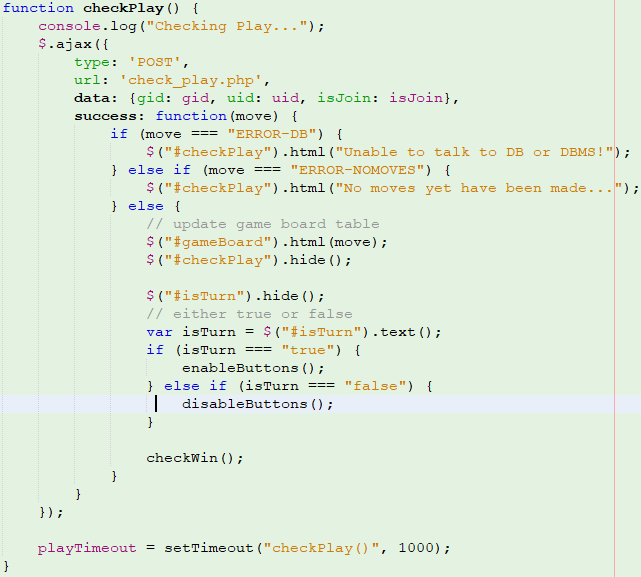 function checkPlay() {
    console.log("Checking Play...");
    $.ajax({
        type: 'POST',
        url: 'check_play.php',
        data: {gid: gid, uid: uid, isJoin: isJoin},
        success: function(move) {
            if (move === "ERROR-DB") {
                $("#checkPlay").html("Unable to talk to DB or DBMS!");
            } else if (move === "ERROR-NOMOVES") {
                $("#checkPlay").html("No moves yet have been made...");
            } else {
                // update game board table
                $("#gameBoard").html(move);
                $("#checkPlay").hide();

                $("#isTurn").hide();
                // either true or false
                var isTurn = $("#isTurn").text();
                if (isTurn === "true") {
                    enableButtons();
                } else if (isTurn === "false") {
                    disableButtons();
                }

                checkWin();
            }
        }
    });

    playTimeout = setTimeout("checkPlay()", 1000);
}